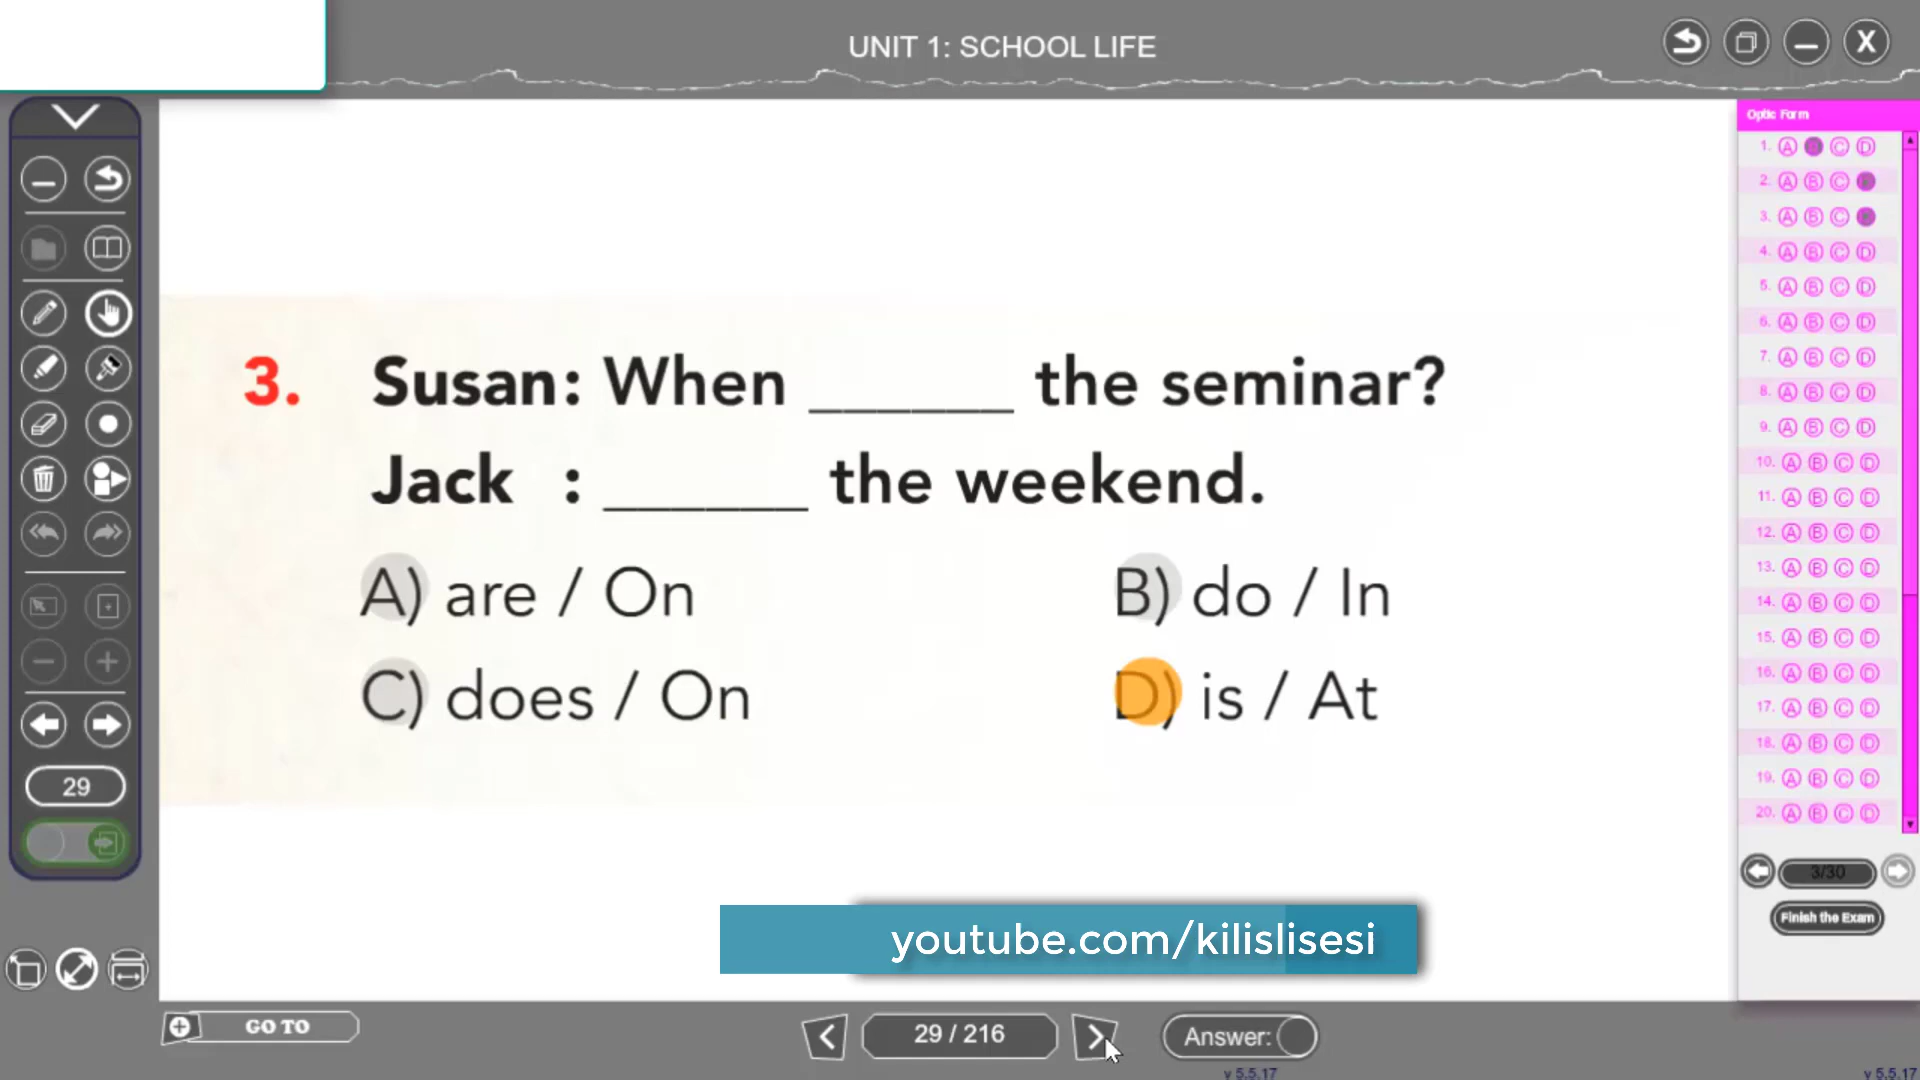 UNIT 1: SCHOOL LIFE
X
Optic Form
1. A C D
2. A B C
3. A B C
4. A B C D
5. A B C D
6. A B C D
7. A B C D
8. A B C D
9. A B C D
10. A B C D
11. A B C D
12. A B C D
13. A B C D
14. A B C D
15. A B C D
16. A B C D
17. A B C D
18. A B C D
19. A B C D
20. A B C D
3/30
Finish the Exam
3. Susan: When ______ the seminar?
Jack : ______ the weekend.
A) are / On B) do / In
C) does / On D) is / At
29
youtube.com/kilislisesi
GO TO
29 / 216
Answer:
v 5.5.17
v 5.5.17